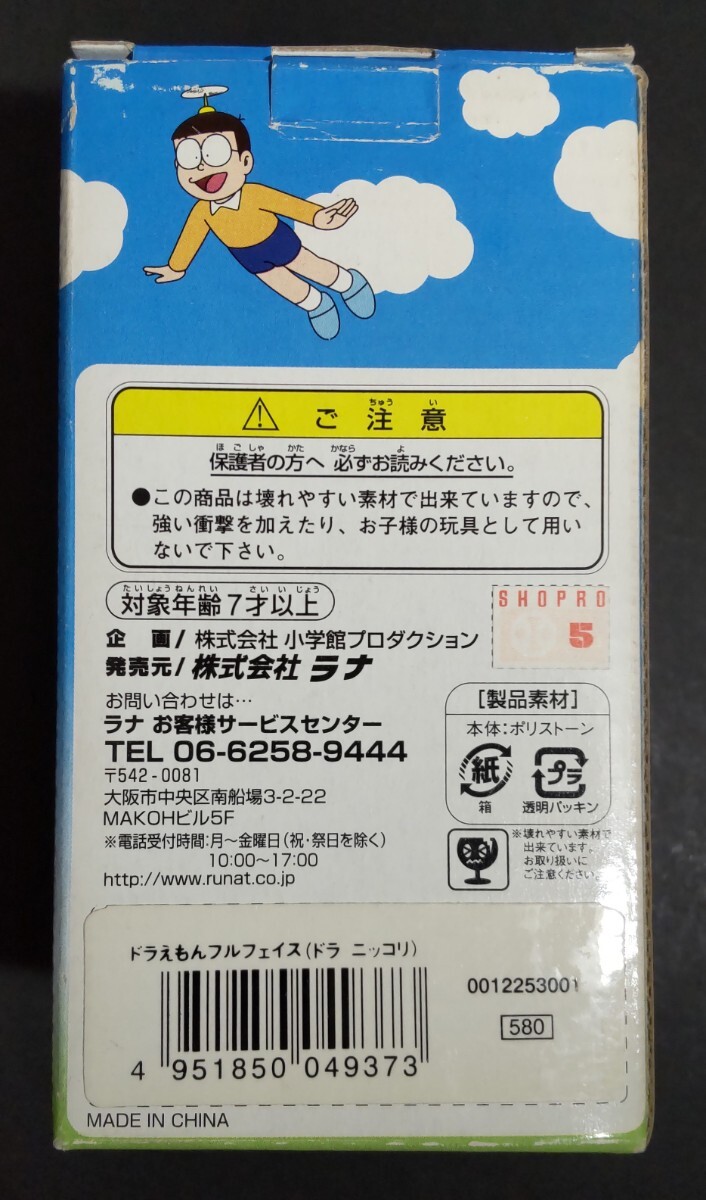 ⚠ ご注意
保護者の方へ 必ずお読みください。
●この商品は壊れやすい素材で出来ていますので、
強い衝撃を加えたり、お子様の玩具として用い
ないで下さい。
対象年齢7才以上
SHOPRO
5
企 画/株式会社 小学館プロダクション
発売元/株式会社 ラナ
お問い合わせは…
ラナ お客様サービスセンター
TEL 06-6258-9444
〒542-0081
大阪市中央区南船場3-2-22
MAKOHビル5F
※電話受付時間:月〜金曜日(祝・祭日を除く)
10:00〜17:00
http://www.runat.co.jp
[製品素材]
本体:ポリストーン
紙
プラ
箱
透明パッキン
※壊れやすい素材で
出来ています。
お取り扱いに
ご注意ください。
ドラえもんフルフェイス(ドラ ニッコリ)
0012253001
580
4 951850 049373
MADE IN CHINA